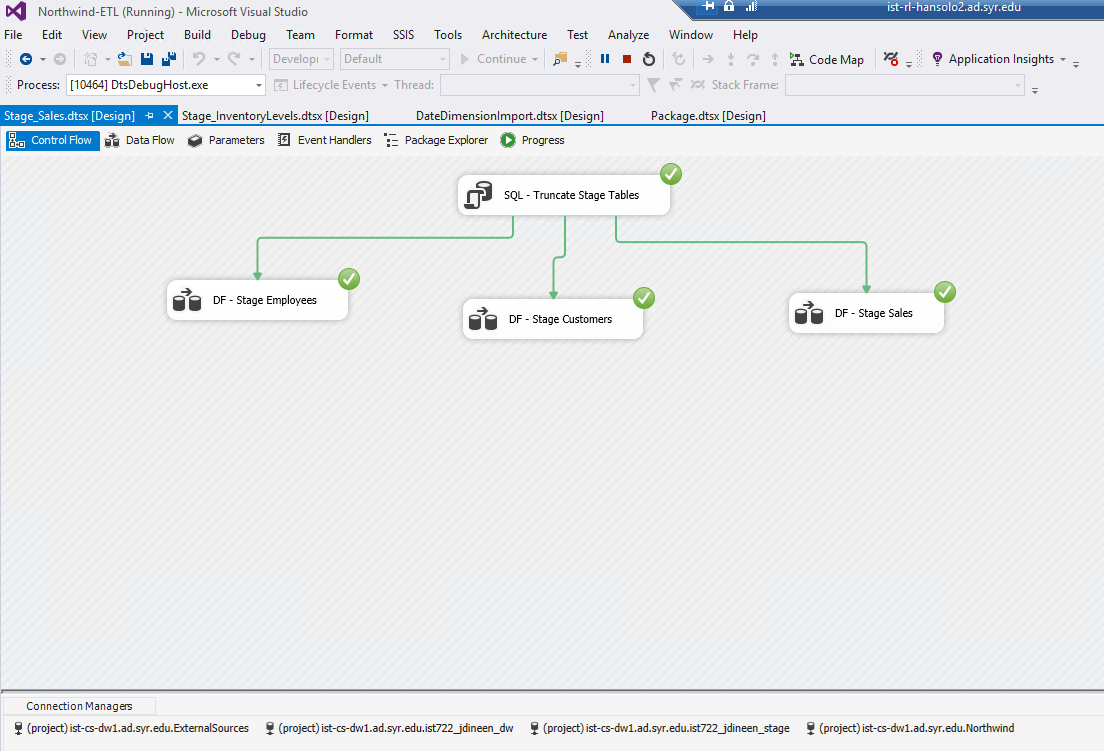 Northwind-ETL (Running) - Microsoft Visual Studio
ist-rl-hansolo2.ad.syr.edu
File Edit View Project Build Debug Team Format SSIS Tools Architecture Test Analyze Window Help
Develop Default Continue Code Map Application Insights
Process: [10464] DtsDebugHost.exe Lifecycle Events Thread: Stack Frame:
Stage_Sales.dtsx [Design] Stage_InventoryLevels.dtsx [Design] DateDimensionImport.dtsx [Design] Package.dtsx [Design]
Control Flow Data Flow Parameters Event Handlers Package Explorer Progress
SQL - Truncate Stage Tables
DF - Stage Employees
DF - Stage Customers
DF - Stage Sales
Connection Managers
(project) ist-cs-dw1.ad.syr.edu.ExternalSources (project) ist-cs-dw1.ad.syr.edu.ist722_jdineen_dw (project) ist-cs-dw1.ad.syr.edu.ist722_jdineen_stage (project) ist-cs-dw1.ad.syr.edu.Northwind